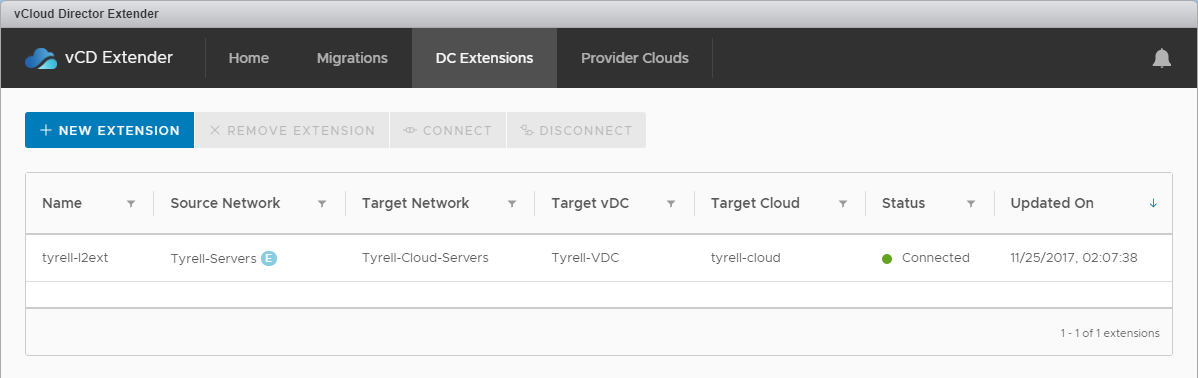 vCloud Director Extender
vCD Extender Home Migrations DC Extensions Provider Clouds
+ NEW EXTENSION × REMOVE EXTENSION CONNECT DISCONNECT
Name Source Network Target Network Target vDC Target Cloud Status Updated On
tyrell-l2ext Tyrell-Servers E Tyrell-Cloud-Servers Tyrell-VDC tyrell-cloud Connected 11/25/2017, 02:07:38
1 - 1 of 1 extensions